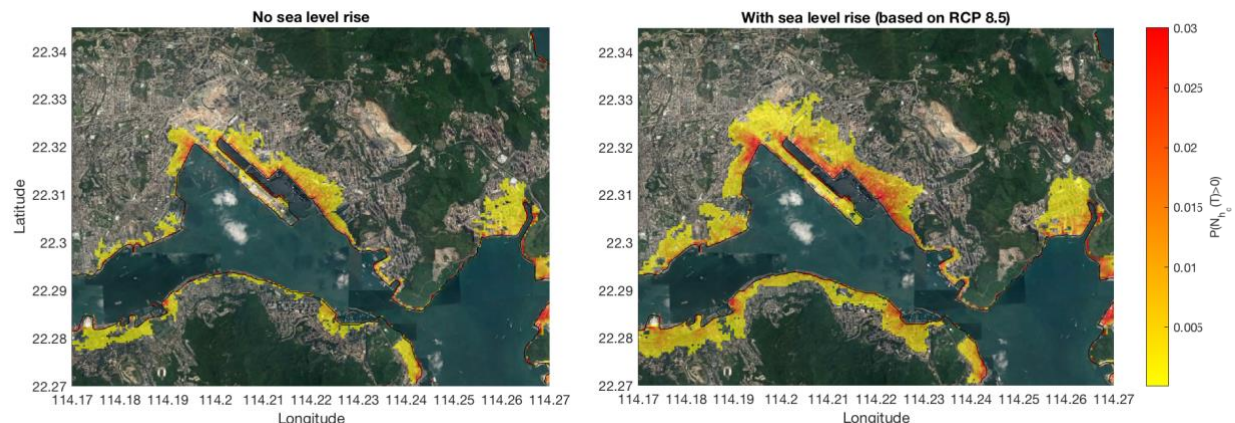 No sea level rise
With sea level rise (based on RCP 8.5)
Latitude
22.34
22.33
22.32
22.31
22.3
22.29
22.28
22.27
114.17 114.18 114.19 114.2 114.21 114.22 114.23 114.24 114.25 114.26 114.27
Longitude
22.34
22.33
22.32
22.31
22.3
22.29
22.28
22.27
114.17 114.18 114.19 114.2 114.21 114.22 114.23 114.24 114.25 114.26 114.27
Longitude
0.03
0.025
0.02
0.015
0.01
0.005
P(N_{h_c}(T)>0)